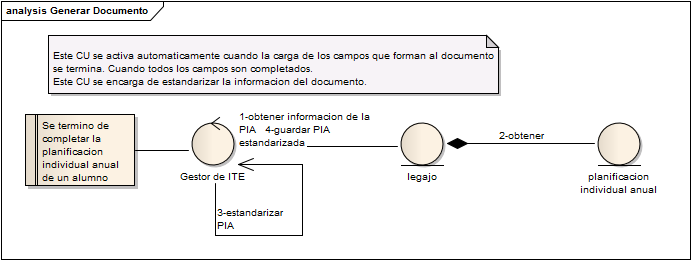 analysis Generar Documento
Este CU se activa automaticamente cuando la carga de los campos que forman al documento
se termina. Cuando todos los campos son completados.
Este CU se encarga de estandarizar la informacion del documento.
Se termino de
completar la
planificacion
individual anual
de un alumno
Gestor de ITE
1-obtener informacion de la
PIA   4-guardar PIA
estandarizada
3-estandarizar
PIA
legajo
2-obtener
planificacion
individual anual